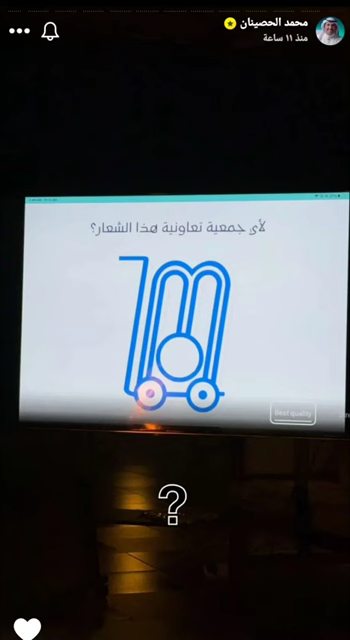 محمد الحصينان
منذ ١١ ساعة
لأي جمعية تعاونية هذا الشعار؟
Best quality
?